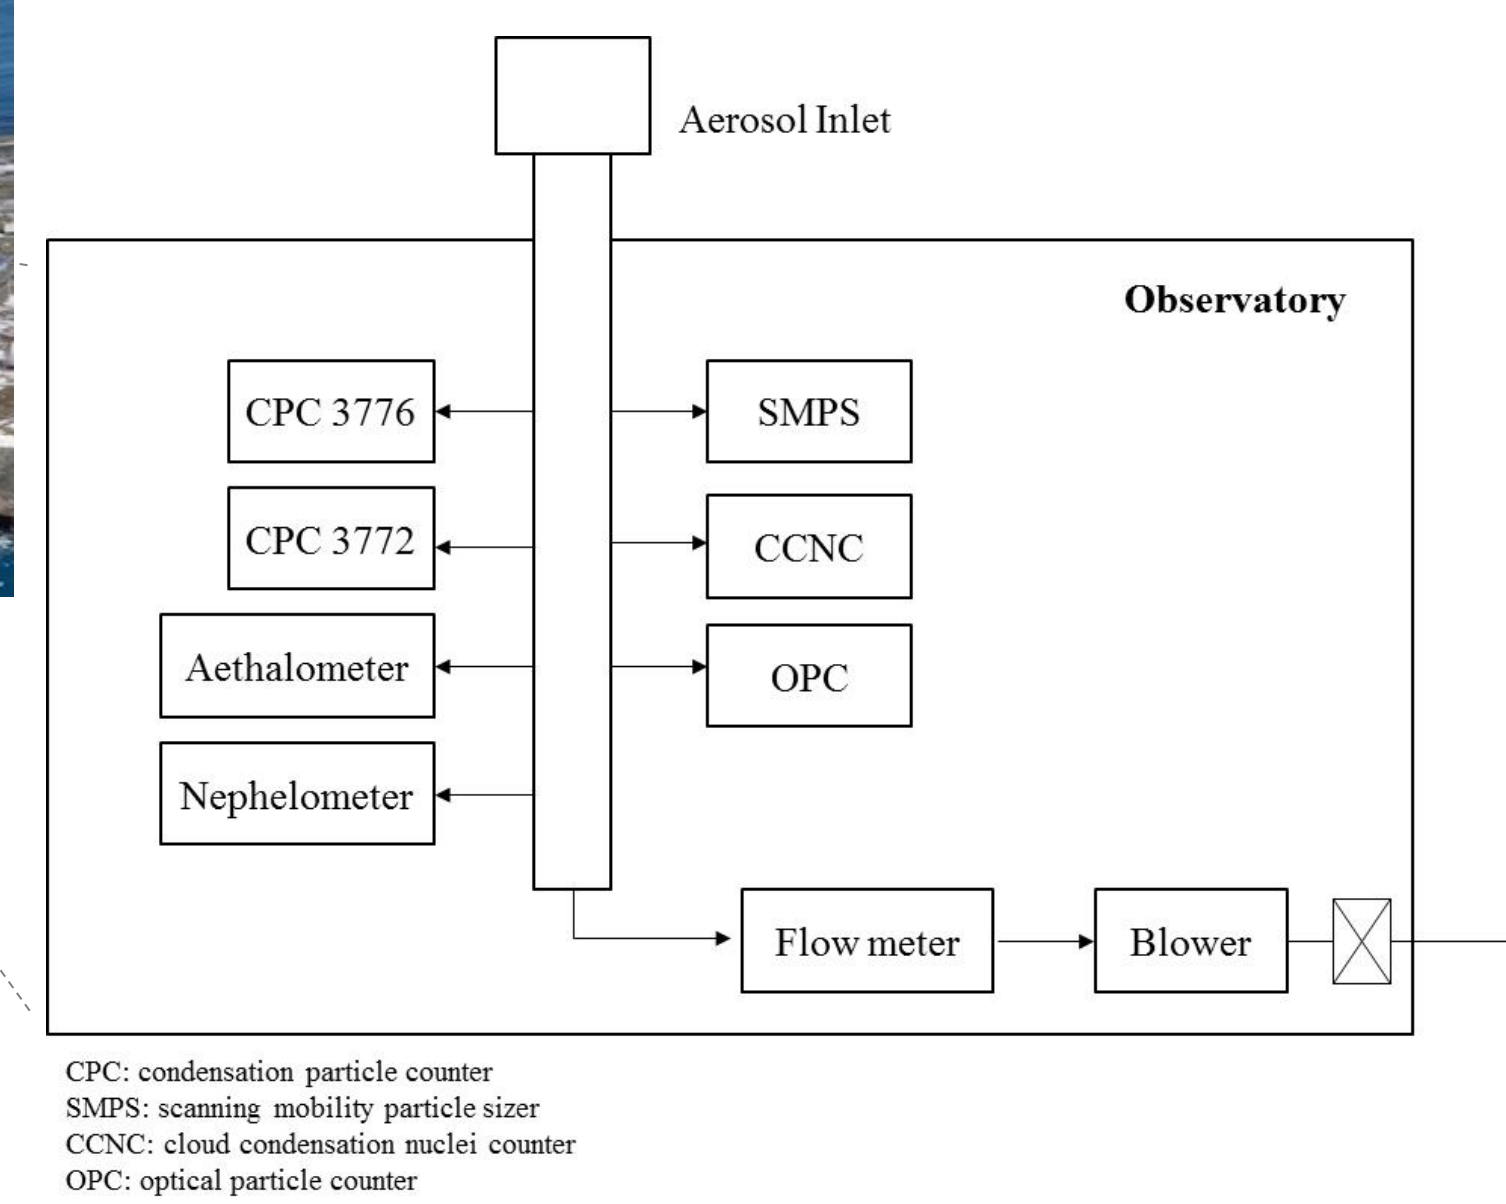 Aerosol Inlet
Observatory
CPC 3776
SMPS
CPC 3772
CCNC
Aethalometer
OPC
Nephelometer
Flow meter
Blower
CPC: condensation particle counter
SMPS: scanning mobility particle sizer
CCNC: cloud condensation nuclei counter
OPC: optical particle counter